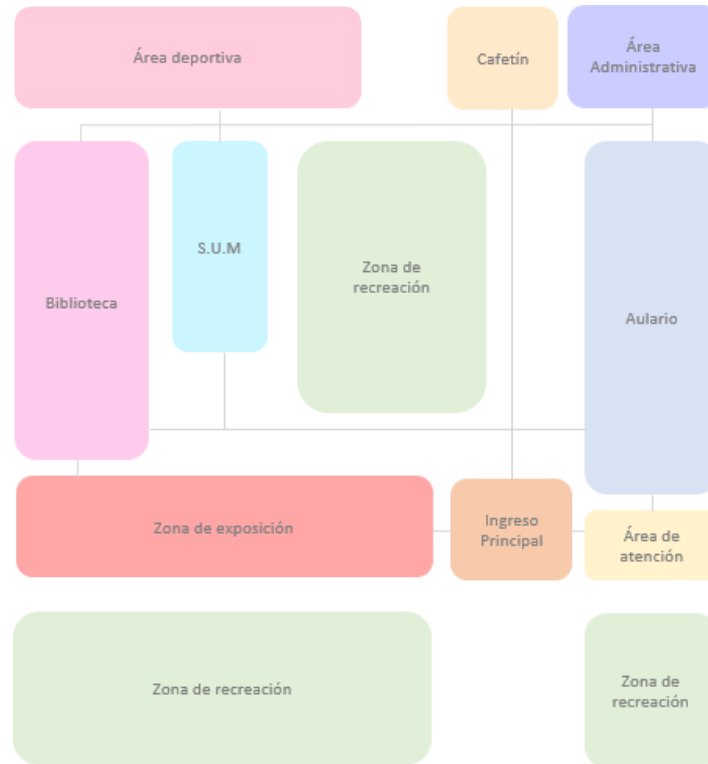 Área deportiva
Cafetín
Área
Administrativa
Biblioteca
S.U.M
Zona de
recreación
Aulario
Zona de exposición
Ingreso
Principal
Área de
atención
Zona de recreación
Zona de
recreación